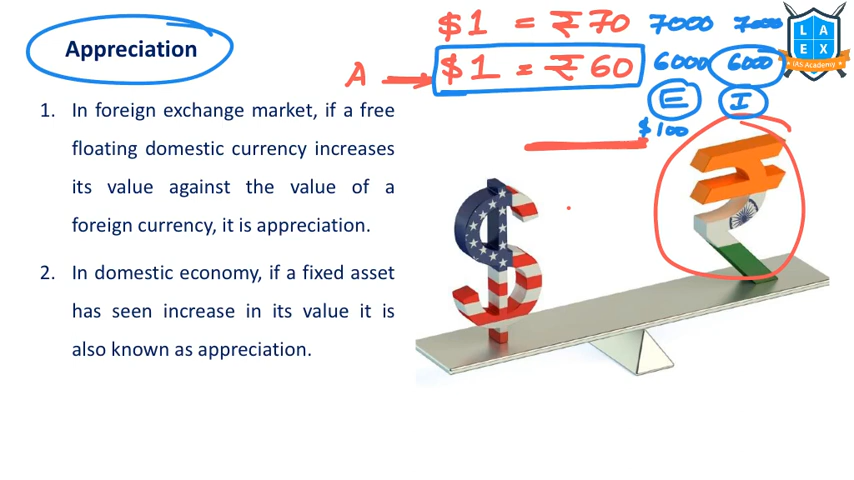 $1 = ₹70 7000 7000
Appreciation
A $1 = ₹60 6000 6000
E I
$100
L A
E X
IAS Academy
1. In foreign exchange market, if a free
floating domestic currency increases
its value against the value of a
foreign currency, it is appreciation.
2. In domestic economy, if a fixed asset
has seen increase in its value it is
also known as appreciation.
$ ₹